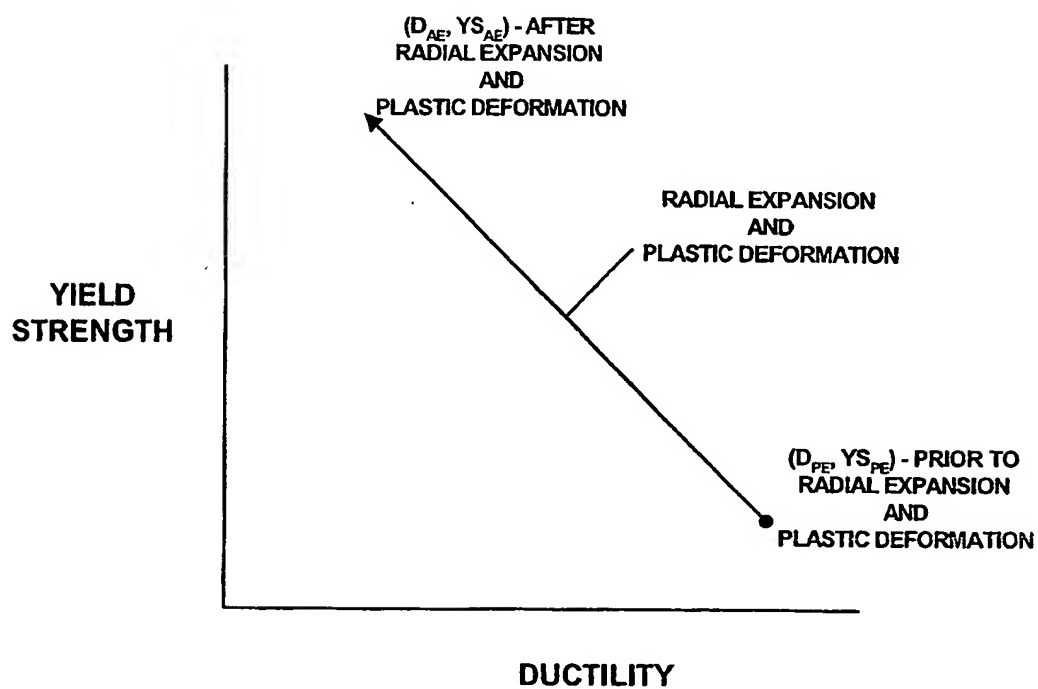 (D_AE, YS_AE) - AFTER
RADIAL EXPANSION
AND
PLASTIC DEFORMATION
RADIAL EXPANSION
AND
PLASTIC DEFORMATION
YIELD
STRENGTH
(D_PE, YS_PE) - PRIOR TO
RADIAL EXPANSION
AND
PLASTIC DEFORMATION
DUCTILITY